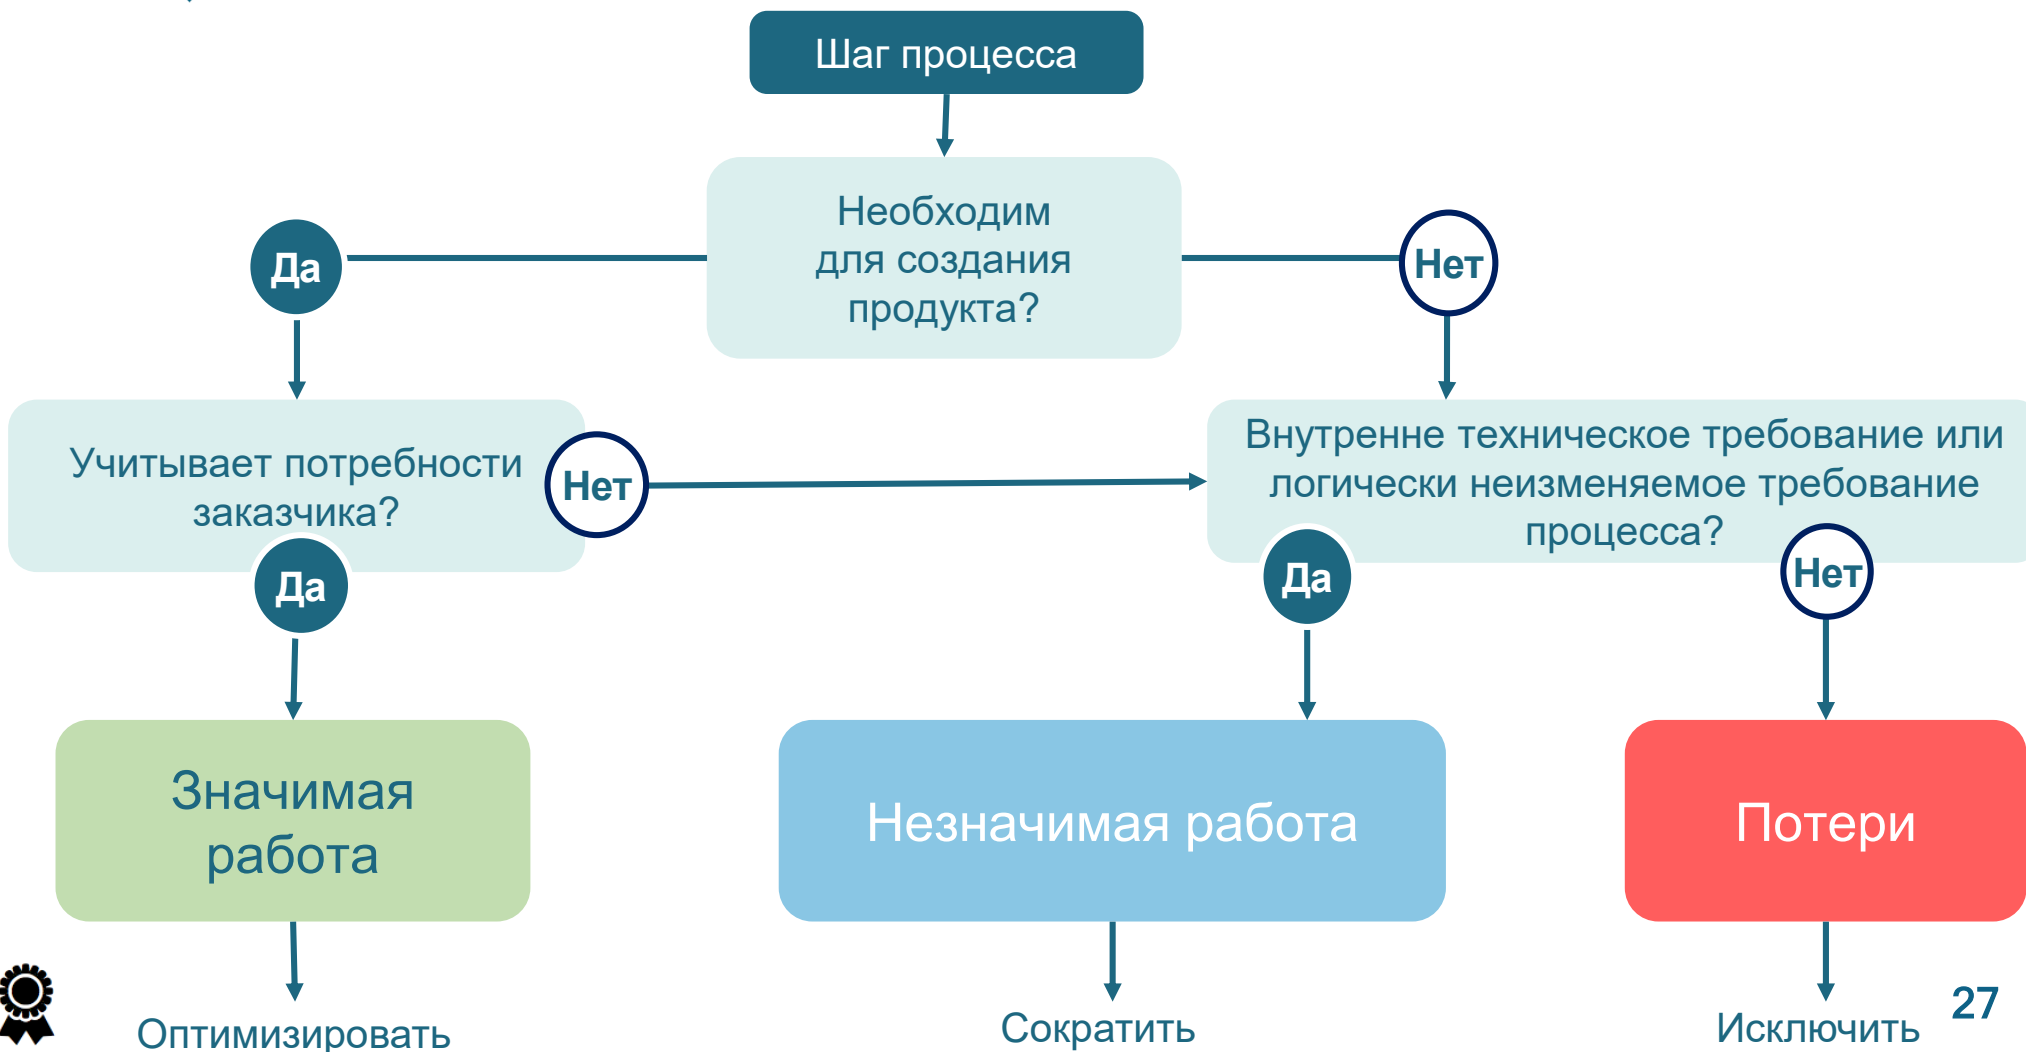 Шаг процесса
Необходим
для создания
продукта?
Да
Нет
Учитывает потребности
заказчика?
Нет
Внутренне техническое требование или
логически неизменяемое требование
процесса?
Да
Да
Нет
Значимая
работа
Незначимая работа
Потери
Оптимизировать
Сократить
Исключить
27